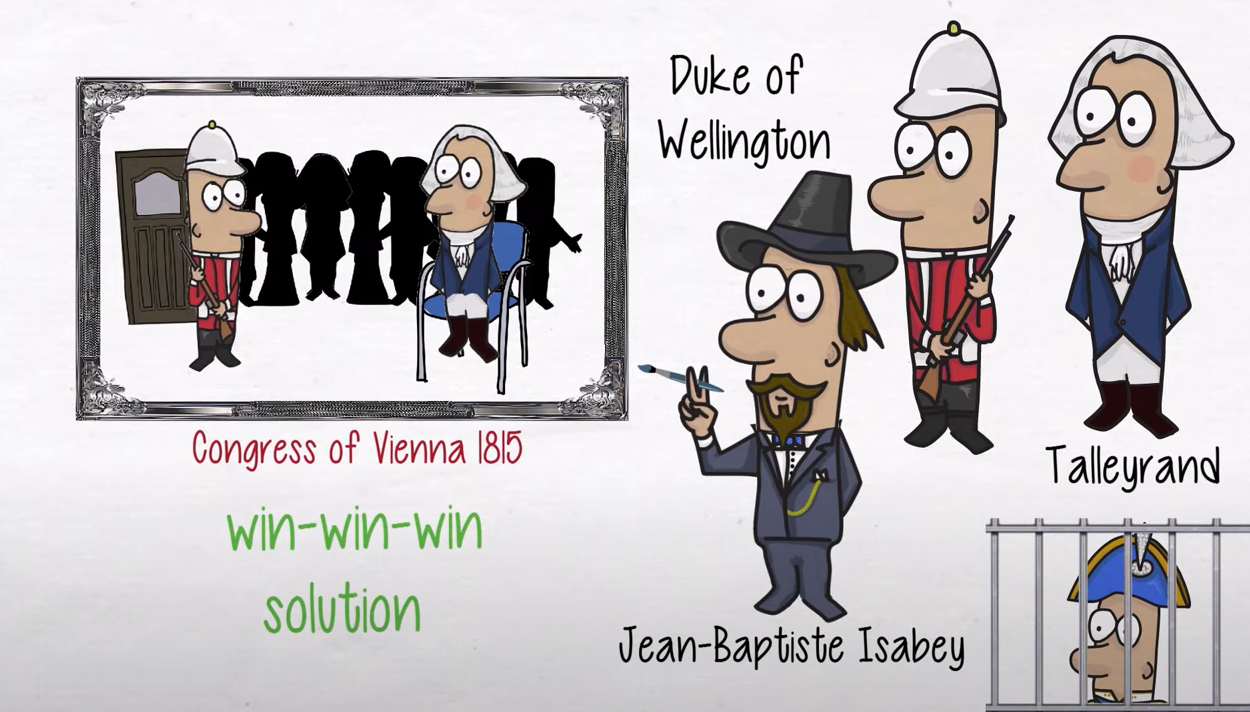 Duke of
Wellington
Congress of Vienna 1815
win-win-win
solution
Talleyrand
Jean-Baptiste Isabey